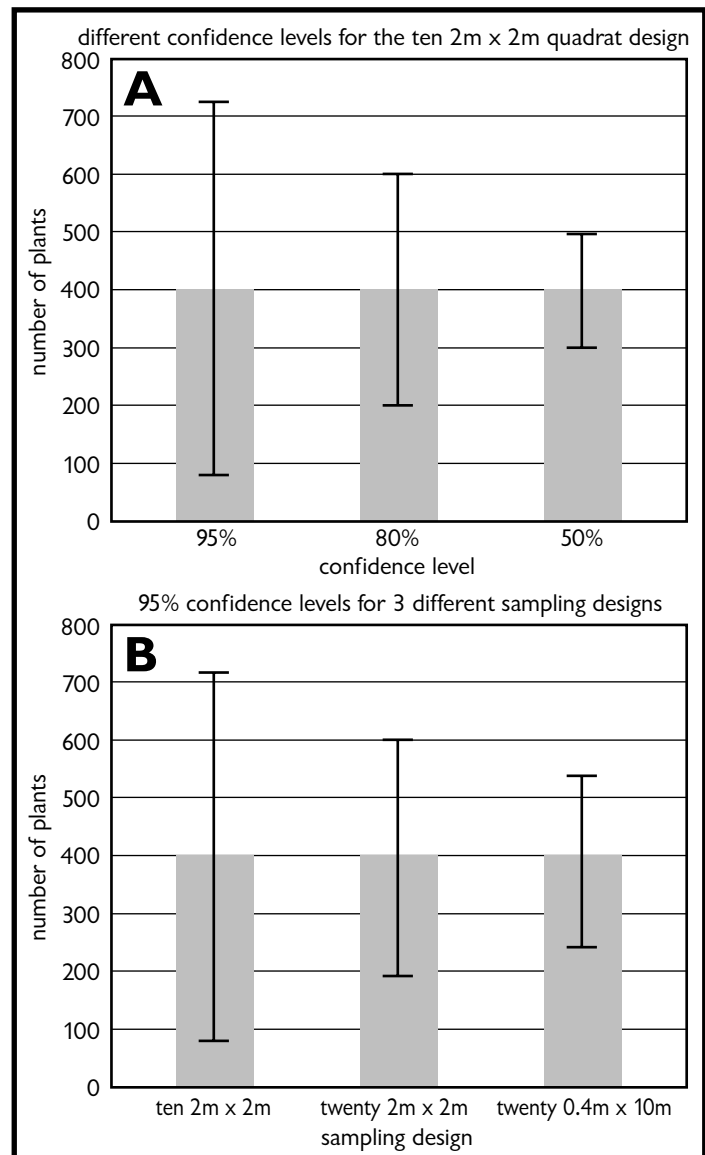 different confidence levels for the ten 2m x 2m quadrat design
A
800
700
600
500
400
300
200
100
0
number of plants
95% 80% 50%
confidence level
95% confidence levels for 3 different sampling designs
B
800
700
600
500
400
300
200
100
0
number of plants
ten 2m x 2m twenty 2m x 2m twenty 0.4m x 10m
sampling design